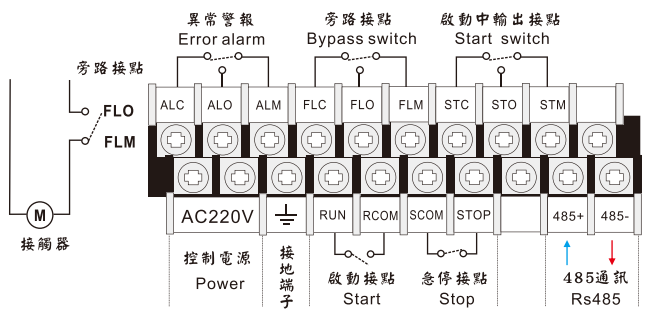 異常警報
Error alarm
旁路接點
Bypass switch
啟動中輸出接點
Start switch
旁路接點
FLO
FLM
M
接觸器
ALC ALO ALM FLC FLO FLM STC STO STM
AC220V RUN RCOM SCOM STOP 485+ 485-
控制電源
Power
接地端子
啟動接點
Start
急停接點
Stop
485通訊
Rs485